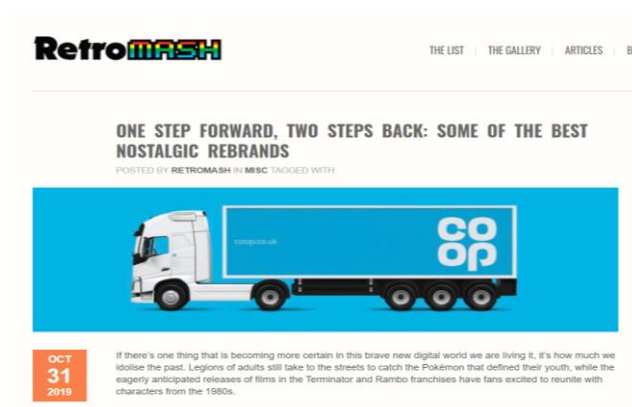 RetroMASH
THE LIST
THE GALLERY
ARTICLES
B
ONE STEP FORWARD, TWO STEPS BACK: SOME OF THE BEST
NOSTALGIC REBRANDS
POSTED BY RETROMASH IN MISC TAGGED WITH
coop.co.uk
CO
OP
OCT
31
2019
If there's one thing that is becoming more certain in this brave new digital world we are living it, it's how much we
idolise the past. Legions of adults still take to the streets to catch the Pokémon that defined their youth, while the
eagerly anticipated releases of films in the Terminator and Rambo franchises have fans excited to reunite with
characters from the 1980s.